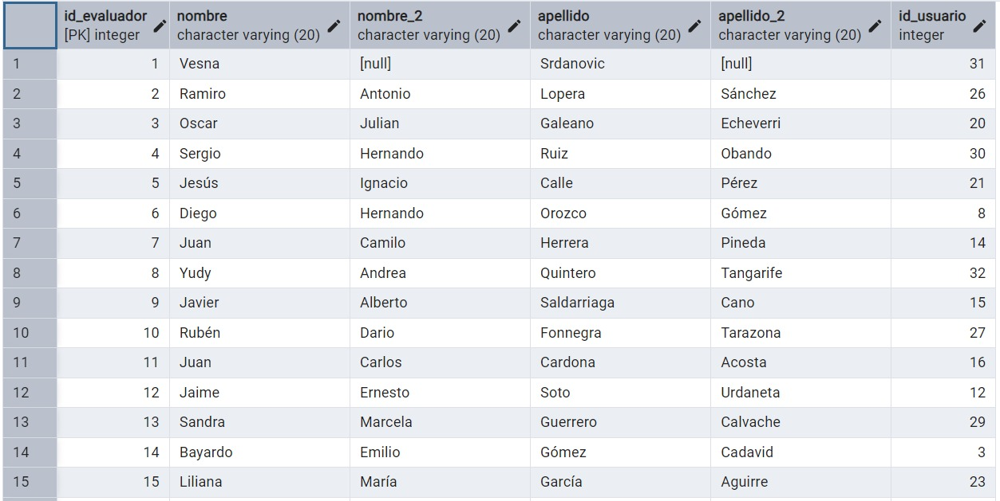 id_evaluador nombre nombre_2 apellido apellido_2 id_usuario
[PK] integer character varying (20) character varying (20) character varying (20) character varying (20) integer
1 1 Vesna [null] Srdanovic [null] 31
2 2 Ramiro Antonio Lopera Sánchez 26
3 3 Oscar Julian Galeano Echeverri 20
4 4 Sergio Hernando Ruiz Obando 30
5 5 Jesús Ignacio Calle Pérez 21
6 6 Diego Hernando Orozco Gómez 8
7 7 Juan Camilo Herrera Pineda 14
8 8 Yudy Andrea Quintero Tangarife 32
9 9 Javier Alberto Saldarriaga Cano 15
10 10 Rubén Dario Fonnegra Tarazona 27
11 11 Juan Carlos Cardona Acosta 16
12 12 Jaime Ernesto Soto Urdaneta 12
13 13 Sandra Marcela Guerrero Calvache 29
14 14 Bayardo Emilio Gómez Cadavid 3
15 15 Liliana María García Aguirre 23